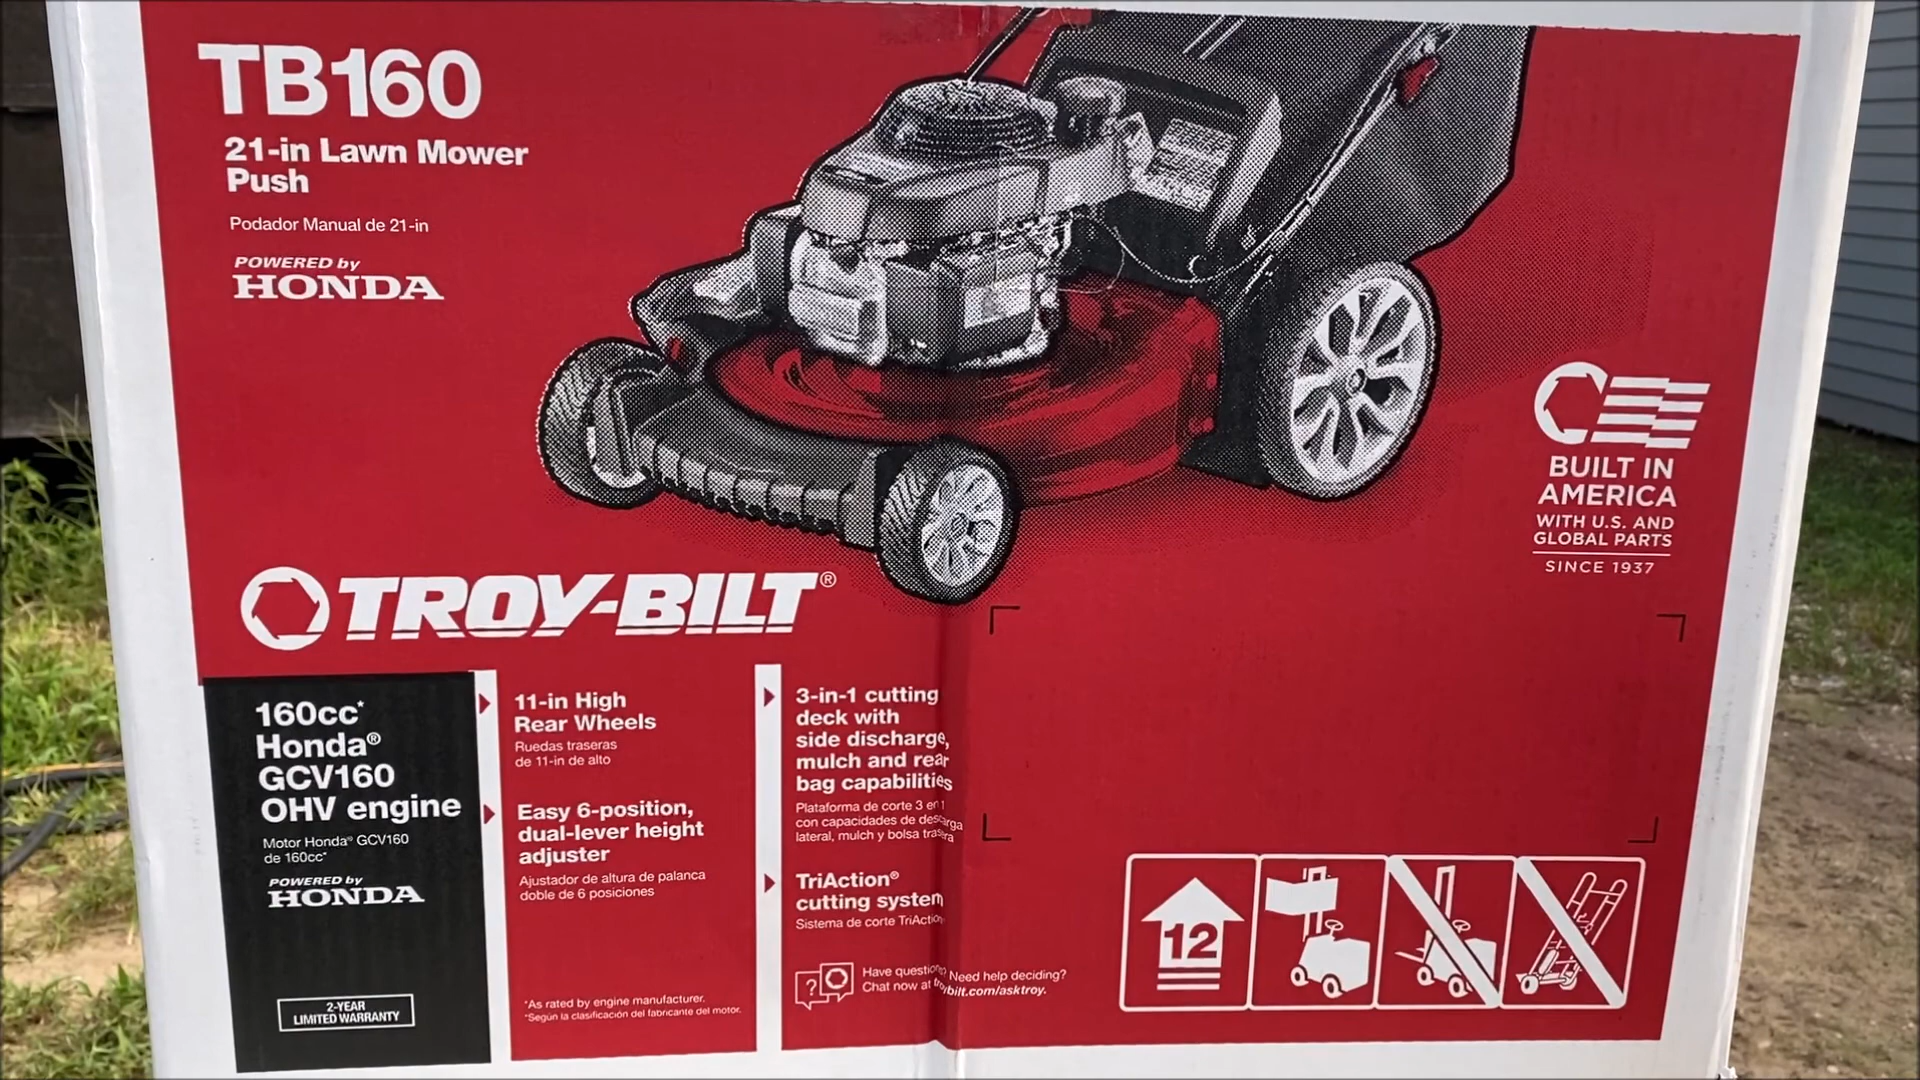 TB160
21-in Lawn Mower
Push
Podador Manual de 21-in
POWERED by
HONDA
BUILT IN
AMERICA
WITH U.S. AND
GLOBAL PARTS
SINCE 1937
TROY-BILT®
160cc*
Honda®
GCV160
OHV engine
Motor Honda® GCV160
de 160cc*
POWERED by
HONDA
2-YEAR
LIMITED WARRANTY
11-in High
Rear Wheels
Ruedas traseras
de 11-in de alto
Easy 6-position,
dual-lever height
adjuster
Ajustador de altura de palanca
doble de 6 posiciones
*As rated by engine manufacturer.
*Según la clasificación del fabricante del motor.
3-in-1 cutting
deck with
side discharge,
mulch and rear
bag capabilities
Plataforma de corte 3 en 1
con capacidades de descarga
lateral, mulch y bolsa trasera
TriAction®
cutting system
Sistema de corte TriAction
Have questions? Need help deciding?
Chat now at troybilt.com/asktroy.
12